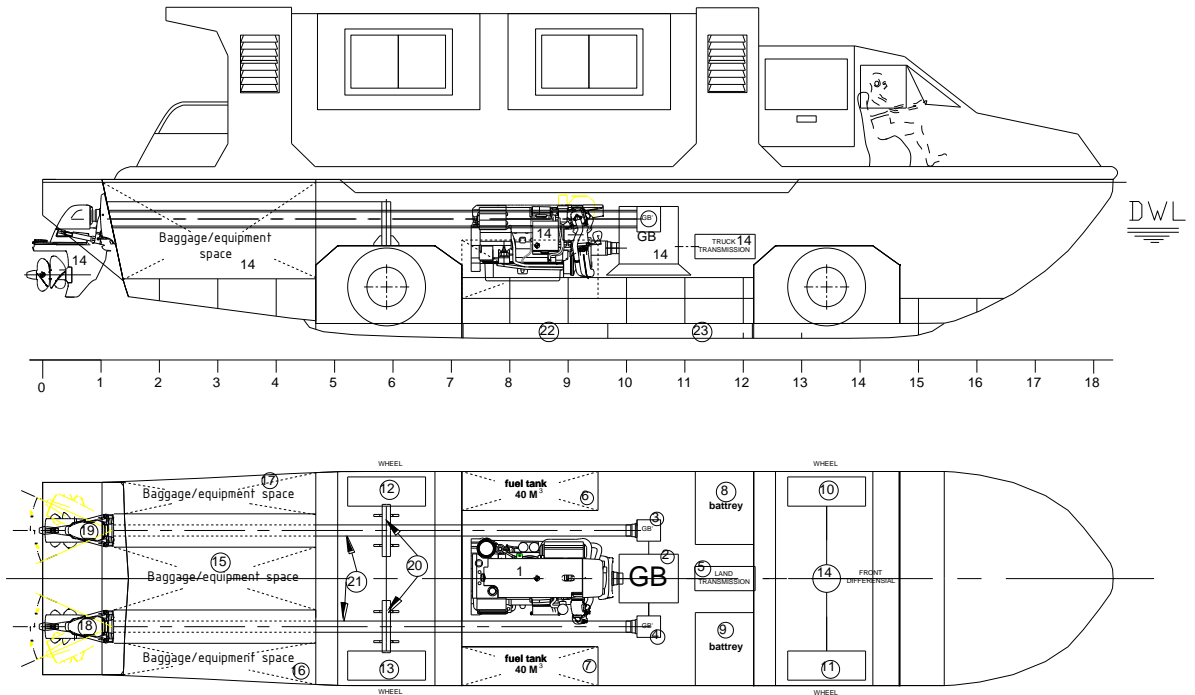 DWL
GB'
GB
14
14
TRUCK 14
TRANSMISSION
Baggage/equipment
space
14
14
22
23
0 1 2 3 4 5 6 7 8 9 10 11 12 13 14 15 16 17 18
WHEEL
WHEEL
17
Baggage/equipment space
12
fuel tank
40 M3
6
8
battrey
10
19
3
GB'
20
2
15
Baggage/equipment space
21
1
GB
5
LAND
TRANSMISSION
14
FRONT
DIFFERENSIAL
18
GB'
4
9
battrey
Baggage/equipment space
16
13
fuel tank
40 M3
7
11
WHEEL
WHEEL